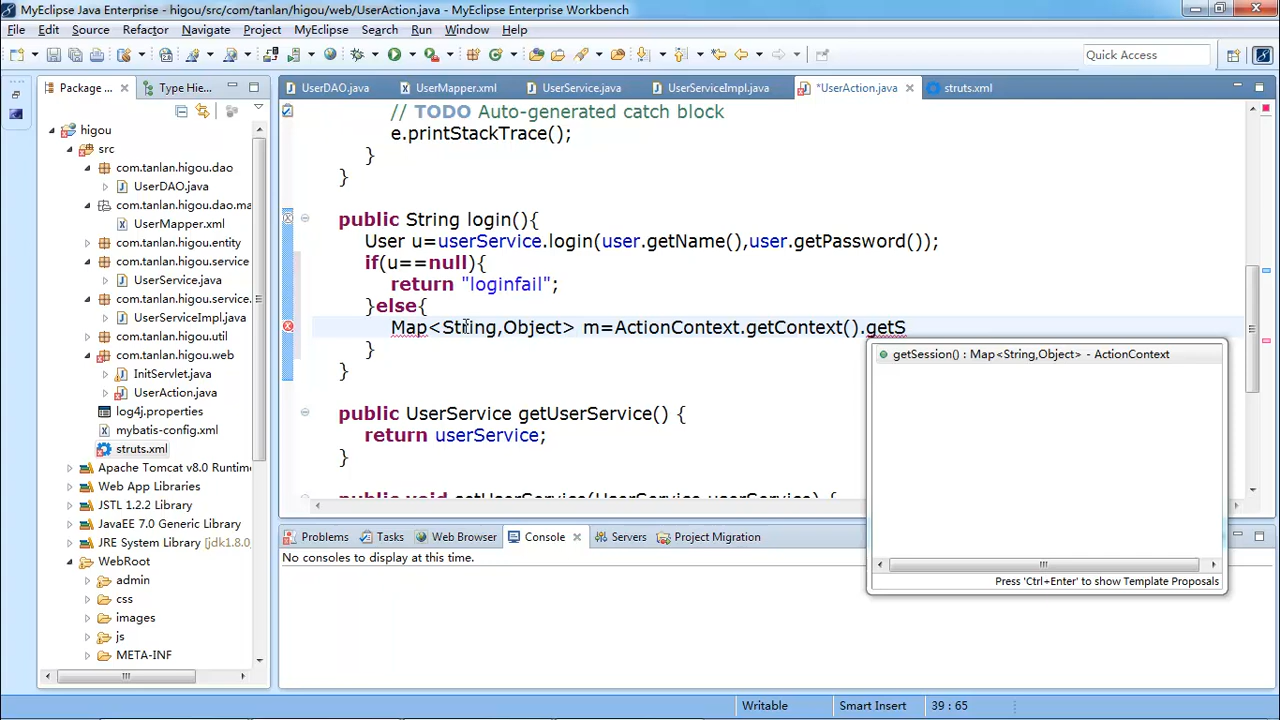 MyEclipse Java Enterprise - higou/src/com/tanlan/higou/web/UserAction.java - MyEclipse Enterprise Workbench
File Edit Source Refactor Navigate Project MyEclipse Search Run Window Help
Quick Access
Package ... Type Hie...
UserDAO.java UserMapper.xml UserService.java UserServiceImpl.java *UserAction.java struts.xml
higou
src
com.tanlan.higou.dao
UserDAO.java
com.tanlan.higou.dao.ma
UserMapper.xml
com.tanlan.higou.entity
com.tanlan.higou.service
UserService.java
com.tanlan.higou.service.
UserServiceImpl.java
com.tanlan.higou.util
com.tanlan.higou.web
InitServlet.java
UserAction.java
log4j.properties
mybatis-config.xml
struts.xml
Apache Tomcat v8.0 Runtime
Web App Libraries
JSTL 1.2.2 Library
JavaEE 7.0 Generic Library
JRE System Library [jdk1.8.0_
WebRoot
admin
css
images
js
META-INF
// TODO Auto-generated catch block
e.printStackTrace();
}
}
public String login(){
User u=userService.login(user.getName(),user.getPassword());
if(u==null){
return "loginfail";
}else{
Map<String,Object> m=ActionContext.getContext().getS
}
}
public UserService getUserService() {
return userService;
}
public void setUserService(UserService userService) {
getSession() : Map<String,Object> - ActionContext
Press 'Ctrl+Enter' to show Template Proposals
Problems Tasks Web Browser Console Servers Project Migration
No consoles to display at this time.
Writable Smart Insert 39 : 65